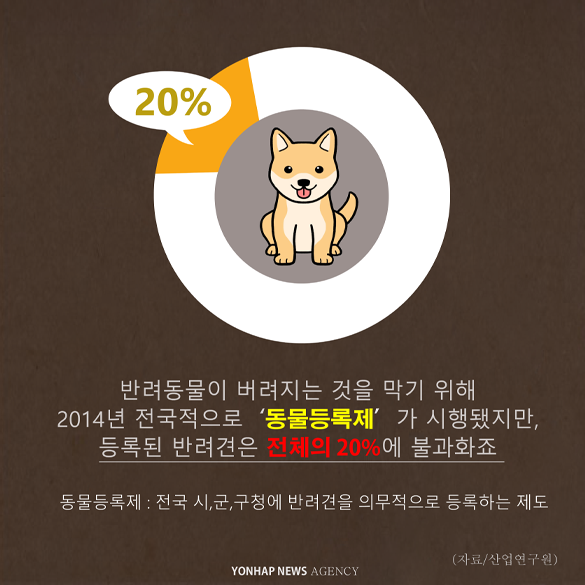 20%
반려동물이 버려지는 것을 막기 위해
2014년 전국적으로 ‘동물등록제’ 가 시행됐지만,
등록된 반려견은 전체의 20%에 불과화죠
동물등록제 : 전국 시,군,구청에 반려견을 의무적으로 등록하는 제도
(자료/산업연구원)
YONHAP NEWS AGENCY